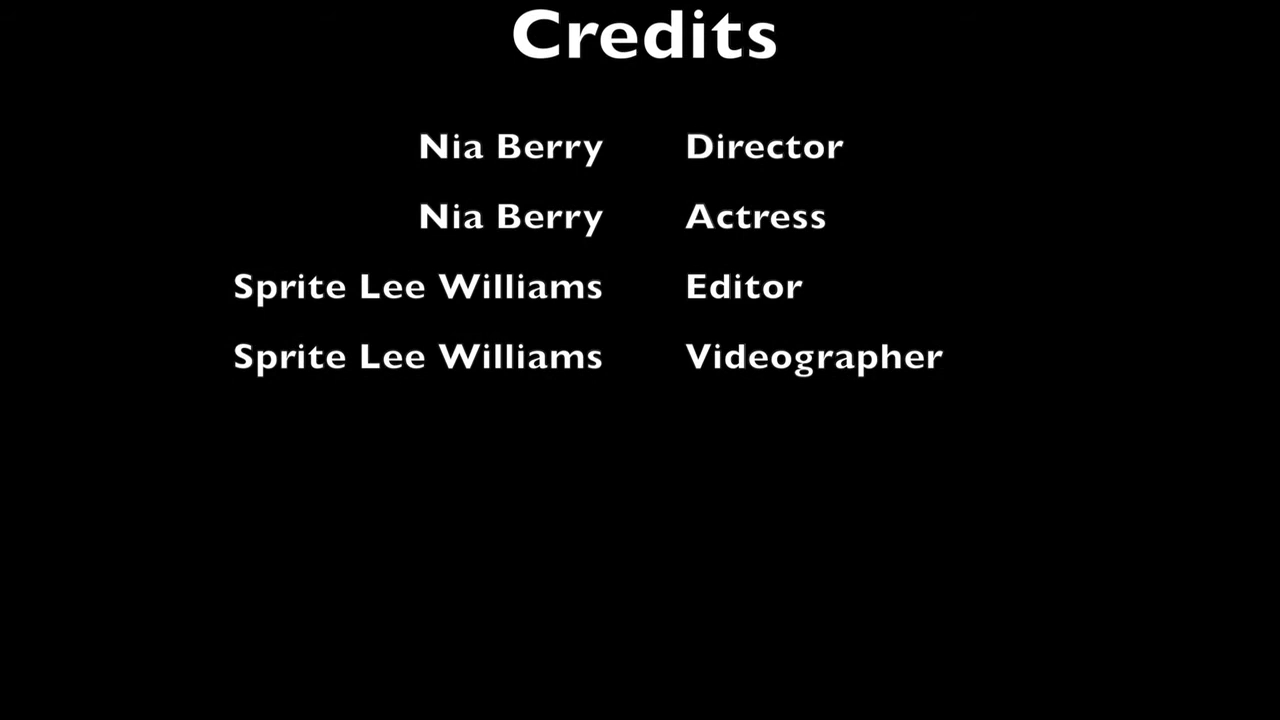 Credits
Nia Berry Director
Nia Berry Actress
Sprite Lee Williams Editor
Sprite Lee Williams Videographer